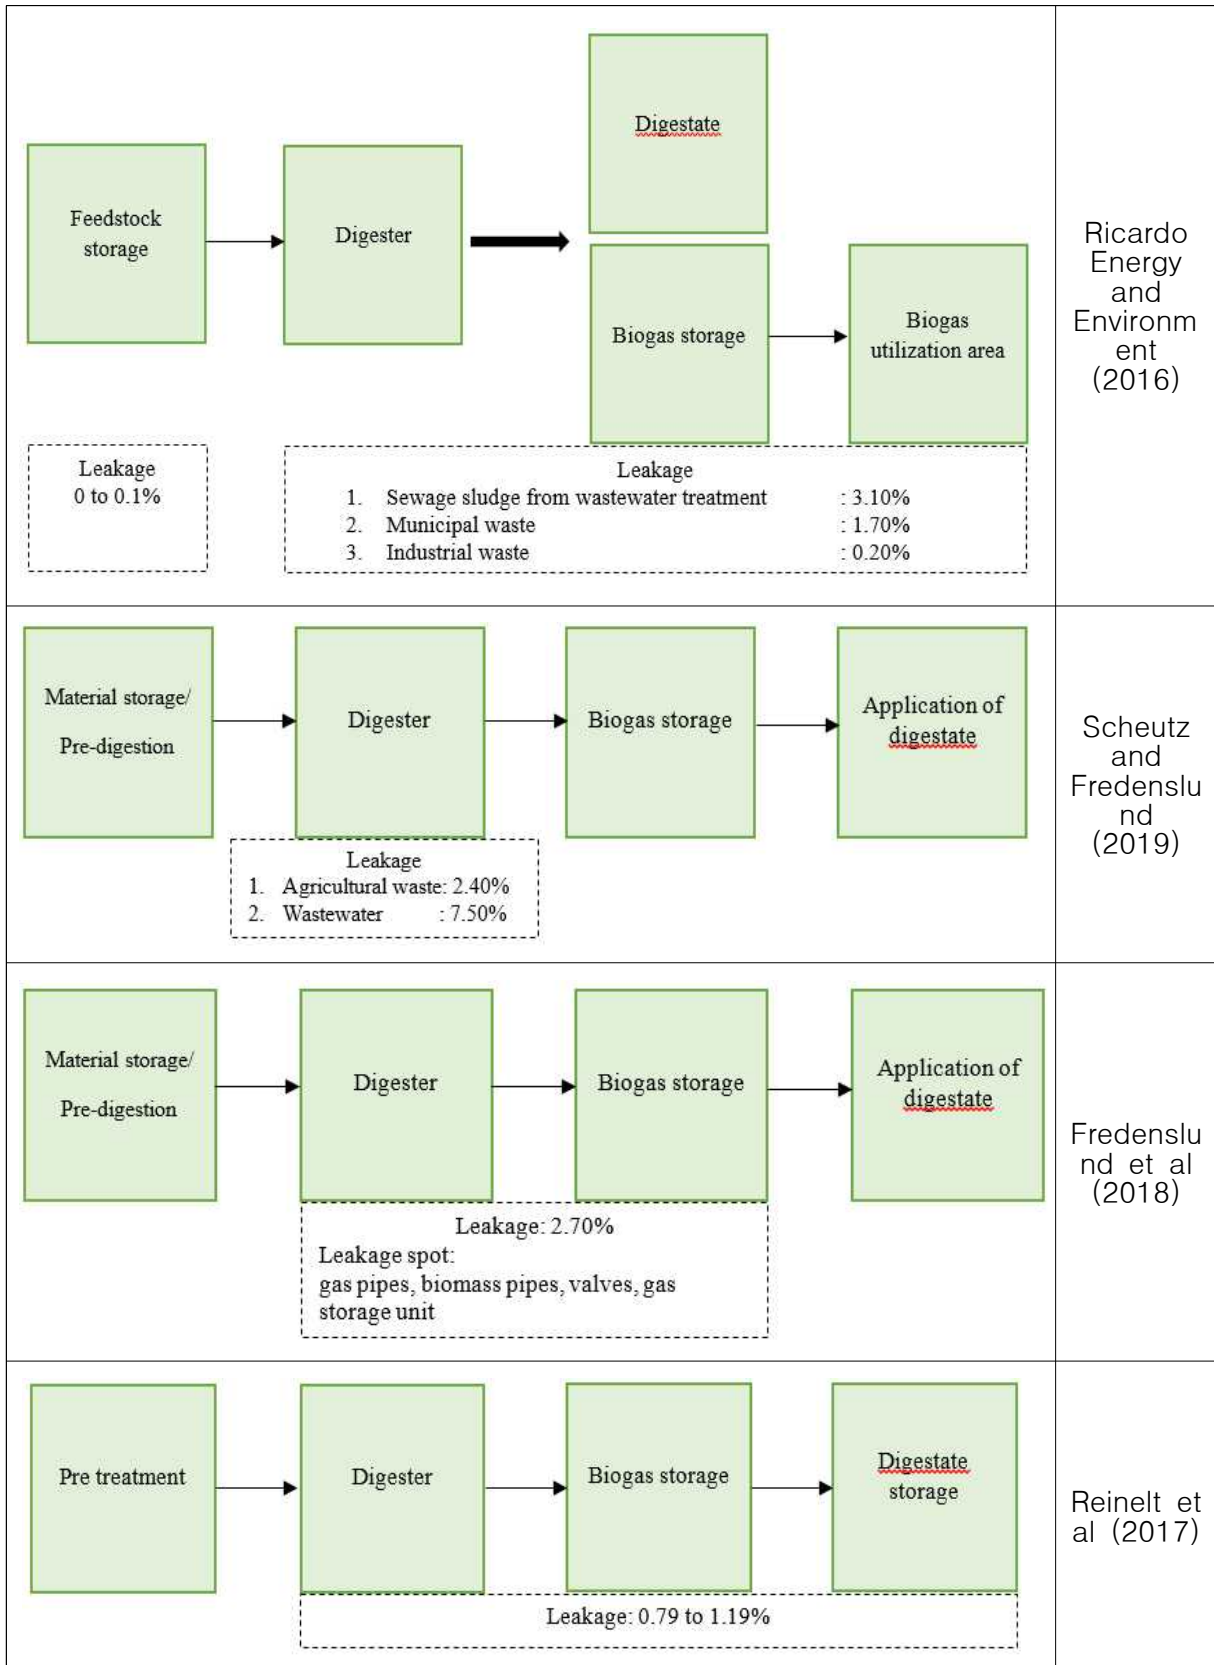 Digestate
Feedstock
storage
Digester
Biogas storage
Biogas
utilization area
Leakage
0 to 0.1%
Leakage
1. Sewage sludge from wastewater treatment : 3.10%
2. Municipal waste : 1.70%
3. Industrial waste : 0.20%
Ricardo
Energy
and
Environm
ent
(2016)
Material storage/
Pre-digestion
Digester
Biogas storage
Application of
digestate
Leakage
1. Agricultural waste: 2.40%
2. Wastewater : 7.50%
Scheutz
and
Fredenslu
nd
(2019)
Material storage/
Pre-digestion
Digester
Biogas storage
Application of
digestate
Leakage: 2.70%
Leakage spot:
gas pipes, biomass pipes, valves, gas
storage unit
Fredenslu
nd et al
(2018)
Pre treatment
Digester
Biogas storage
Digestate
storage
Leakage: 0.79 to 1.19%
Reinelt et
al (2017)